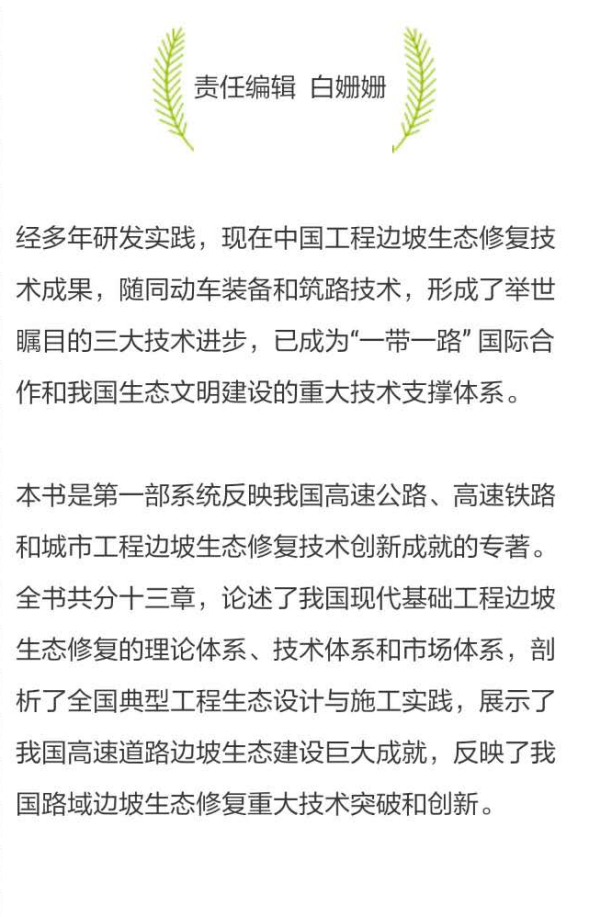 责任编辑 白姗姗
经多年研发实践，现在中国工程边坡生态修复技
术成果，随同动车装备和筑路技术，形成了举世
瞩目的三大技术进步，已成为“一带一路” 国际合
作和我国生态文明建设的重大技术支撑体系。
本书是第一部系统反映我国高速公路、高速铁路
和城市工程边坡生态修复技术创新成就的专著。
全书共分十三章，论述了我国现代基础工程边坡
生态修复的理论体系、技术体系和市场体系，剖
析了全国典型工程生态设计与施工实践，展示了
我国高速道路边坡生态建设巨大成就，反映了我
国路域边坡生态修复重大技术突破和创新。